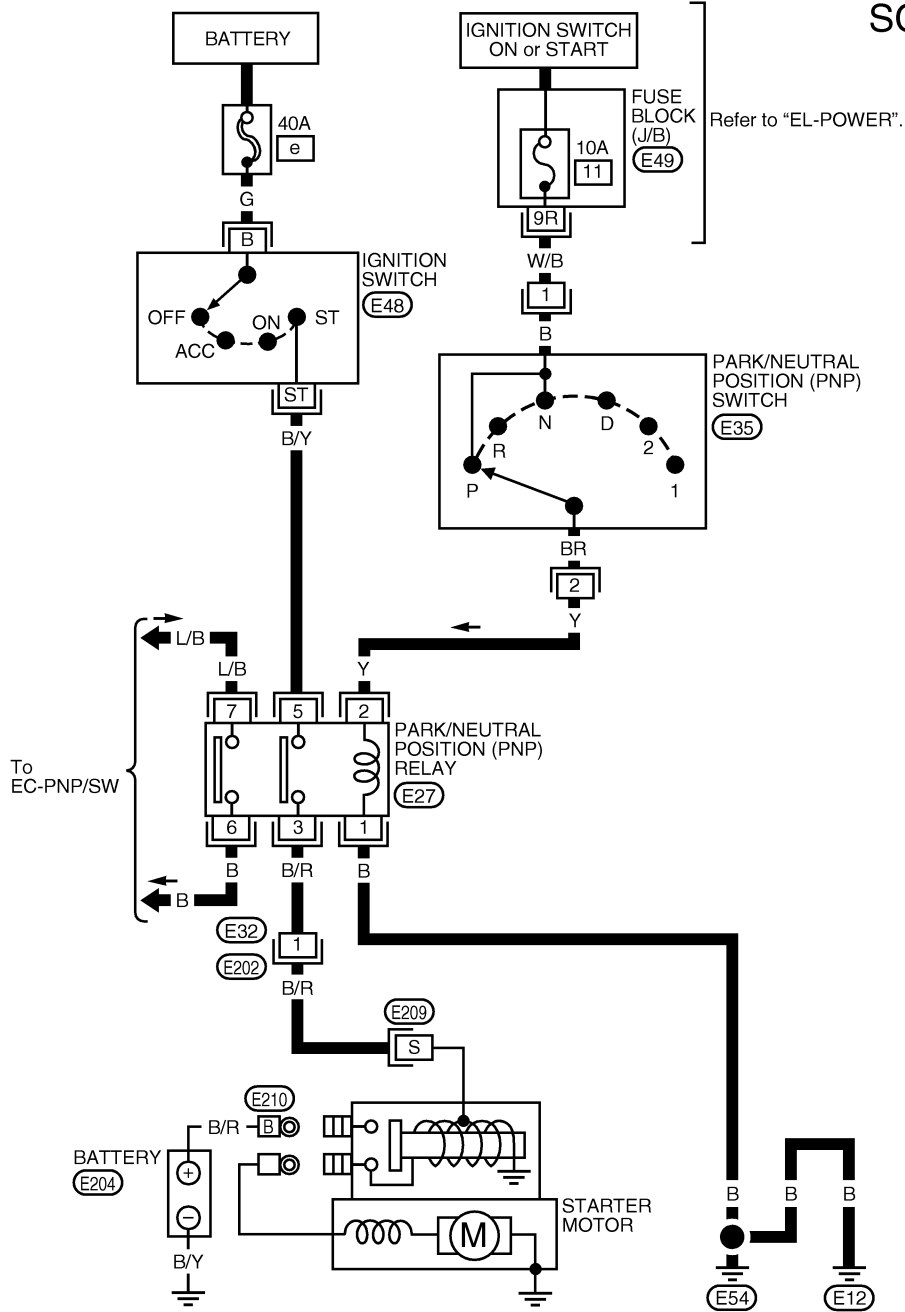 SC
BATTERY
IGNITION SWITCH
ON or START
40A
e
FUSE
BLOCK
(J/B)
E49
10A
11
Refer to “EL-POWER”.
G
9R
B
W/B
IGNITION
SWITCH
E48
1
OFF
ACC
ON
ST
B
ST
B/Y
PARK/NEUTRAL
POSITION (PNP)
SWITCH
E35
P
R
N
D
2
1
BR
2
Y
L/B
L/B
Y
7
5
2
PARK/NEUTRAL
POSITION (PNP)
RELAY
E27
To
EC-PNP/SW
6
3
1
B
B/R
B
B
E32
1
E202
B/R
E209
S
E210
B/R
B
BATTERY
E204
+
−
B/Y
STARTER
MOTOR
M
B
B
B
E54
E12